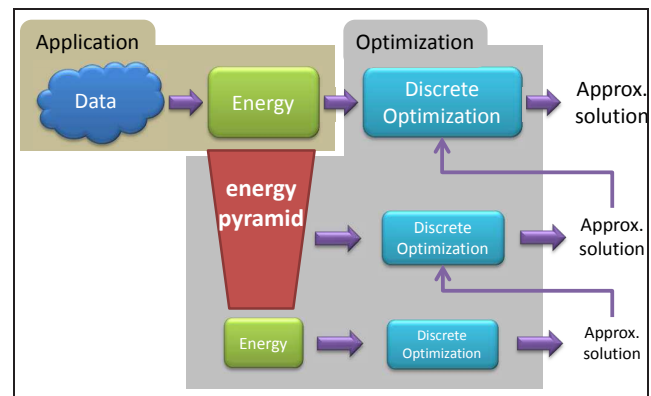 Application
Optimization
Data
Energy
Discrete
Optimization
Approx.
solution
energy
pyramid
Discrete
Optimization
Approx.
solution
Energy
Discrete
Optimization
Approx.
solution